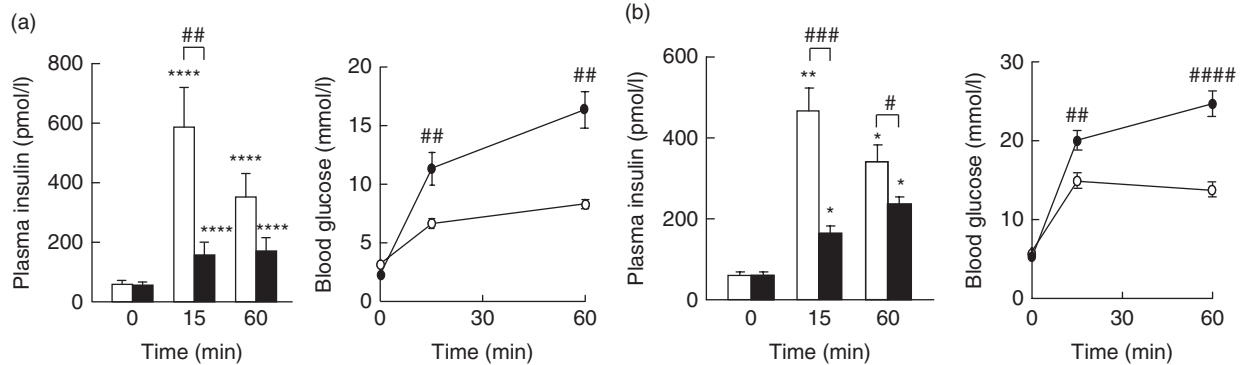 (a)
##
****
****
****
****
800
600
400
200
0
Plasma insulin (pmol/l)
0 15 60
Time (min)
##
##
20
15
10
5
0
Blood glucose (mmol/l)
0 30 60
Time (min)
(b)
###
**
#
*
*
*
600
400
200
0
Plasma insulin (pmol/l)
0 15 60
Time (min)
####
##
30
20
10
0
Blood glucose (mmol/l)
0 30 60
Time (min)